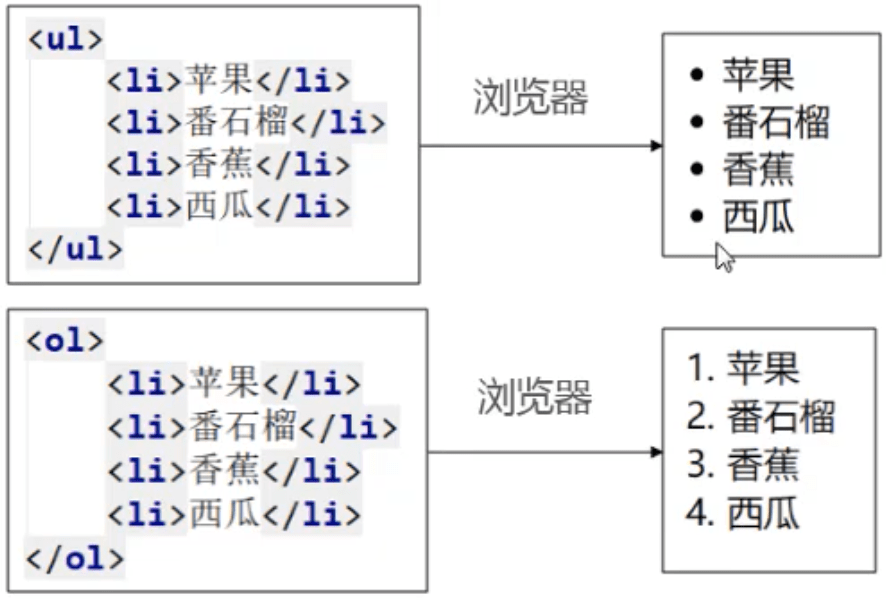 <ul>
<li>苹果</li>
<li>番石榴</li>
<li>香蕉</li>
<li>西瓜</li>
</ul>
浏览器
• 苹果
• 番石榴
• 香蕉
• 西瓜
<ol>
<li>苹果</li>
<li>番石榴</li>
<li>香蕉</li>
<li>西瓜</li>
</ol>
浏览器
1. 苹果
2. 番石榴
3. 香蕉
4. 西瓜